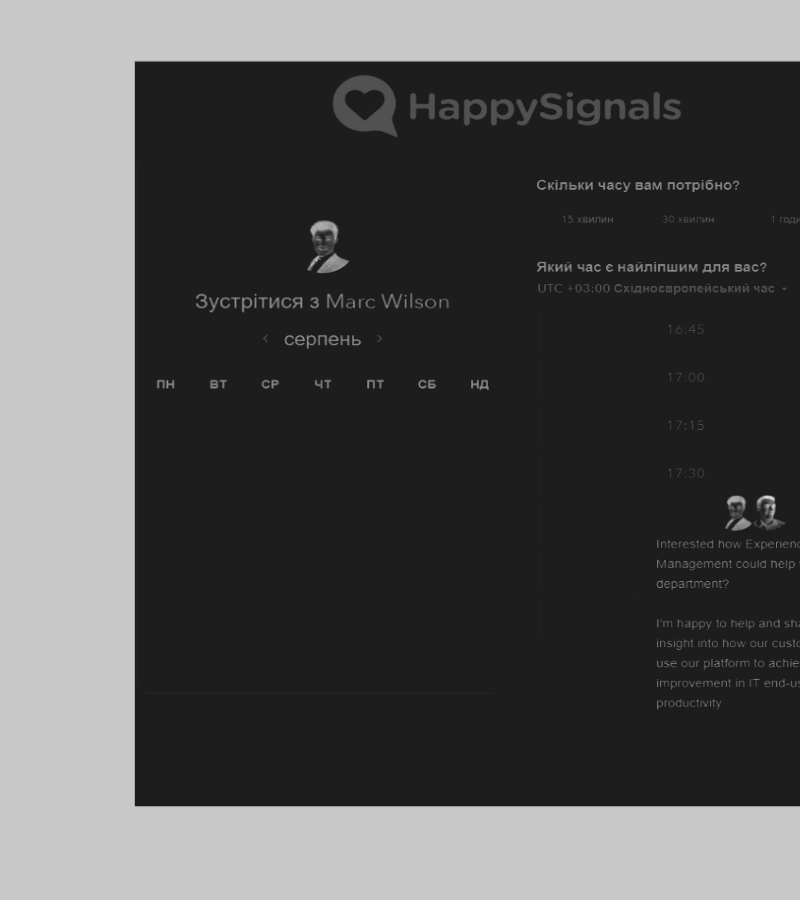 HappySignals
Зустрітися з Marc Wilson
серпень
ПН ВТ СР ЧТ ПТ СБ НД
Скільки часу вам потрібно?
15 хвилин 30 хвилин 1 годи
Який час є найліпшим для вас?
UTC +03:00 Східноєвропейський час
16:45
17:00
17:15
17:30
Interested how Experienc
Management could help
department?
I'm happy to help and sha
insight into how our custo
use our platform to achie
improvement in IT end-us
productivity